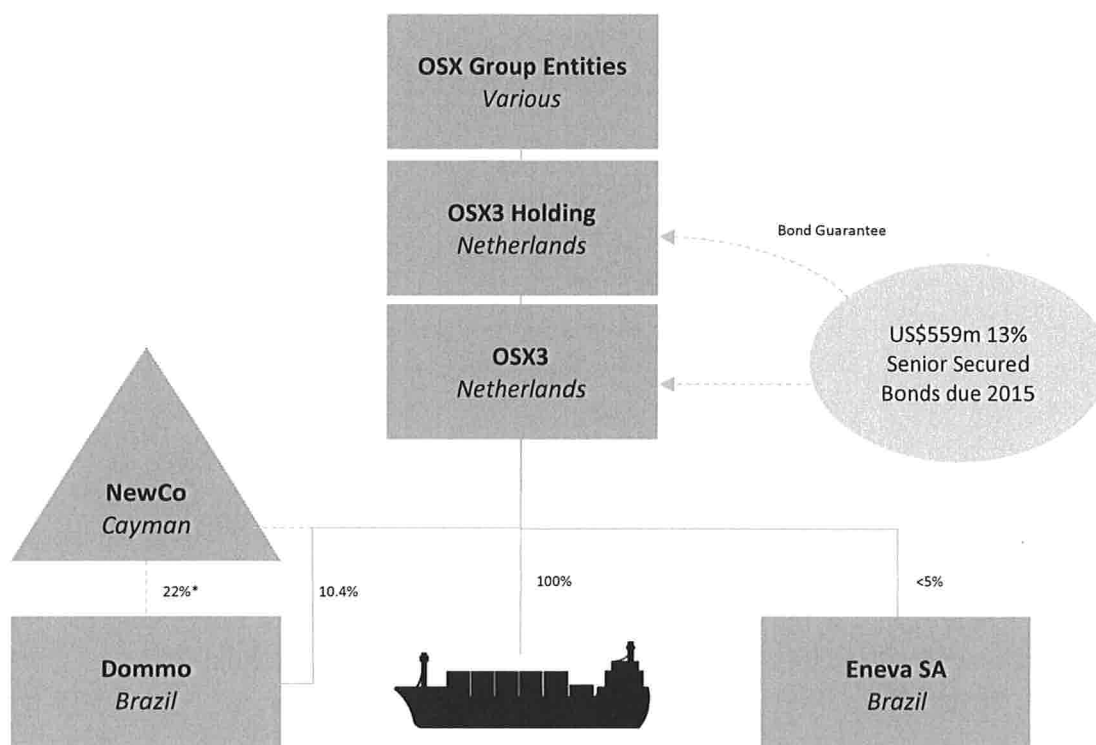 OSX Group Entities
Various
OSX3 Holding
Netherlands
Bond Guarantee
US$559m 13%
Senior Secured
Bonds due 2015
OSX3
Netherlands
NewCo
Cayman
22%*
10.4%
100%
<5%
Dommo
Brazil
Eneva SA
Brazil